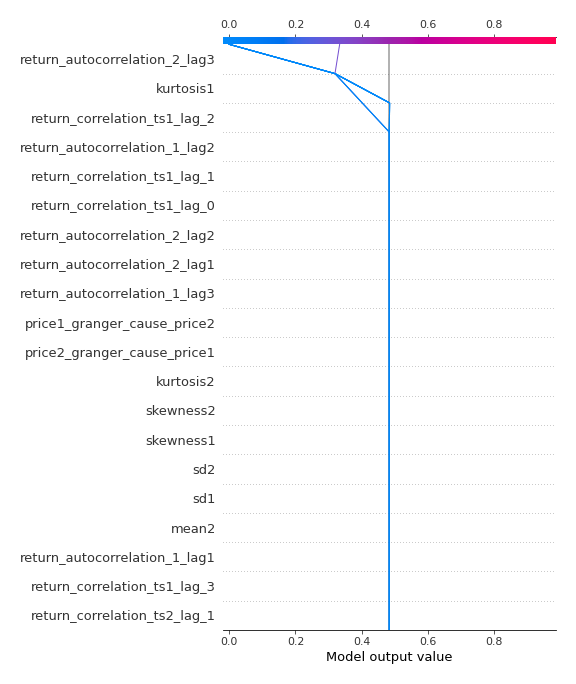 0.0 0.2 0.4 0.6 0.8
return_autocorrelation_2_lag3
kurtosis1
return_correlation_ts1_lag_2
return_autocorrelation_1_lag2
return_correlation_ts1_lag_1
return_correlation_ts1_lag_0
return_autocorrelation_2_lag2
return_autocorrelation_2_lag1
return_autocorrelation_1_lag3
price1_granger_cause_price2
price2_granger_cause_price1
kurtosis2
skewness2
skewness1
sd2
sd1
mean2
return_autocorrelation_1_lag1
return_correlation_ts1_lag_3
return_correlation_ts2_lag_1
0.0 0.2 0.4 0.6 0.8
Model output value